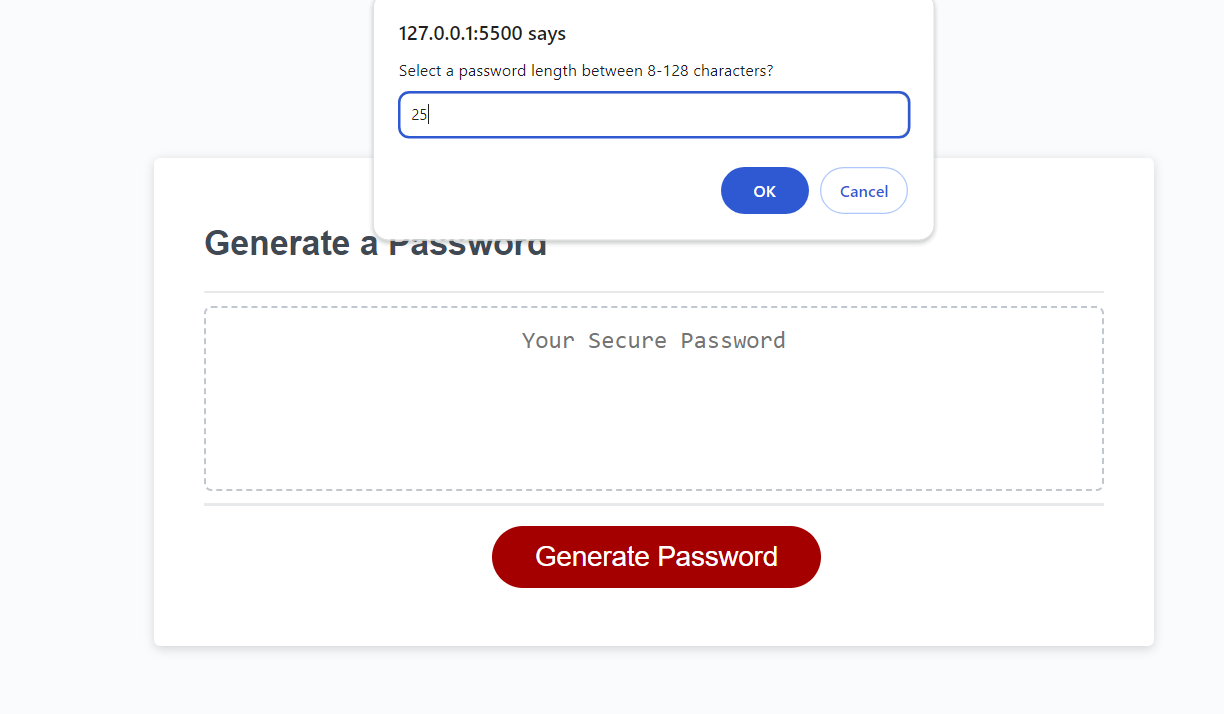 127.0.0.1:5500 says
Select a password length between 8-128 characters?
25
OK Cancel
Generate a Password
Your Secure Password
Generate Password